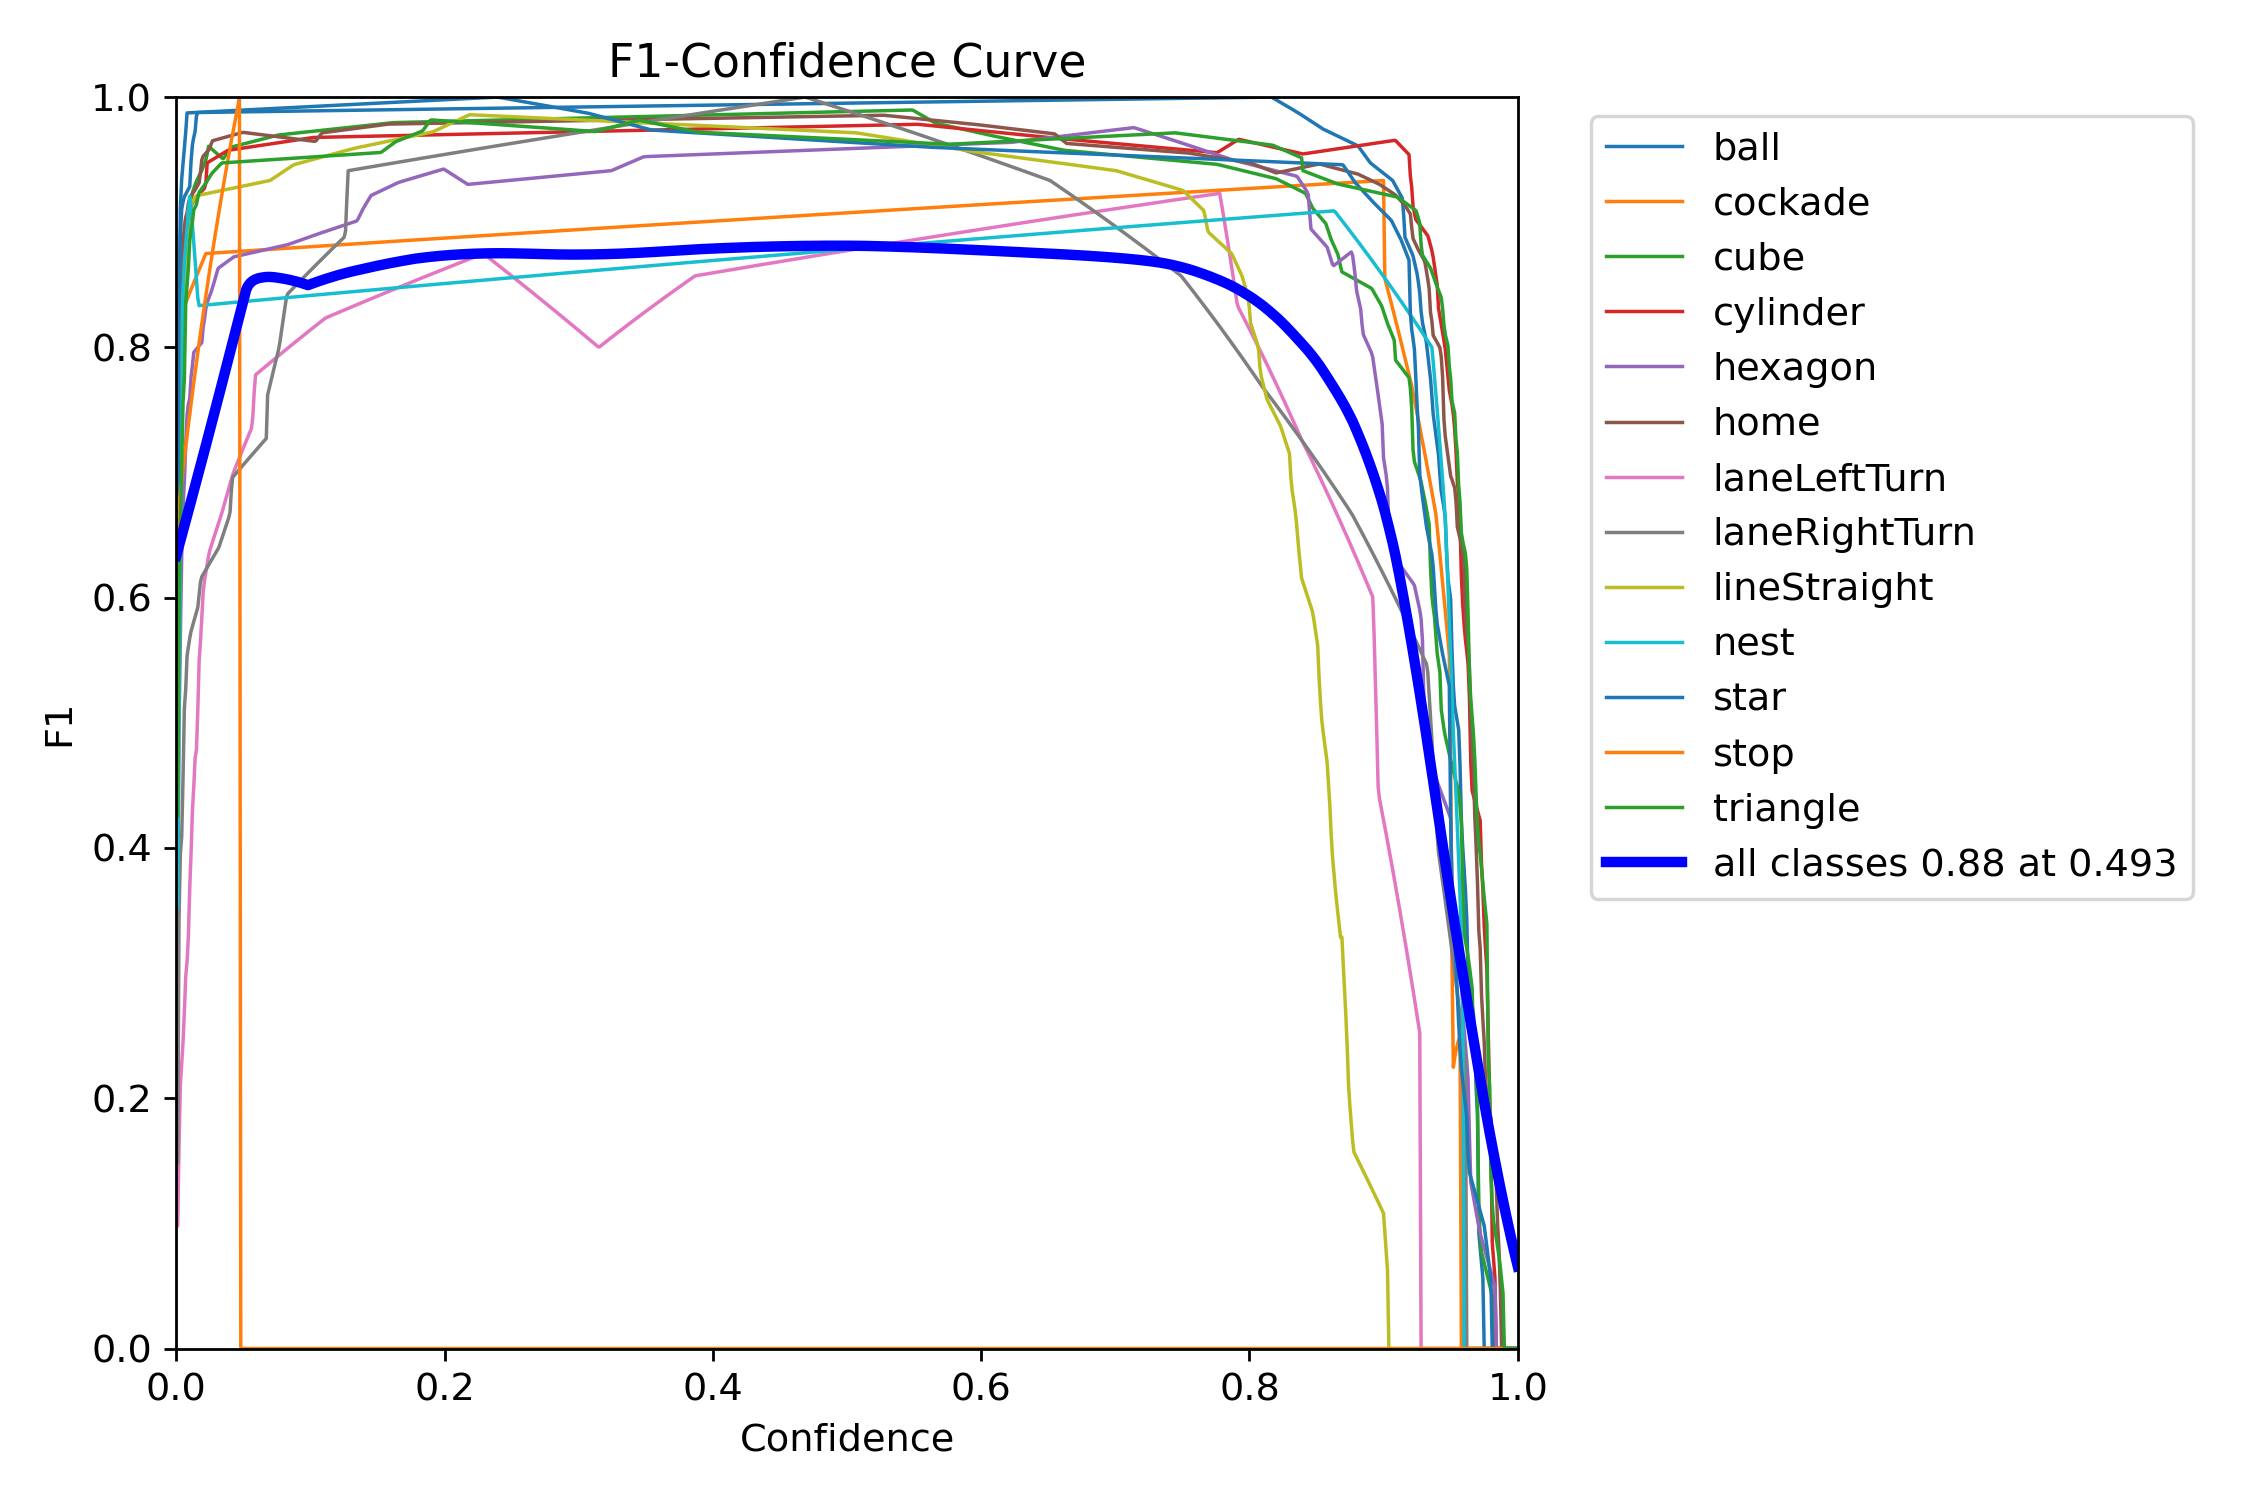 F1-Confidence Curve
1.0
0.8
0.6
0.4
0.2
0.0
F1
0.0 0.2 0.4 0.6 0.8 1.0
Confidence
ball
cockade
cube
cylinder
hexagon
home
laneLeftTurn
laneRightTurn
lineStraight
nest
star
stop
triangle
all classes 0.88 at 0.493